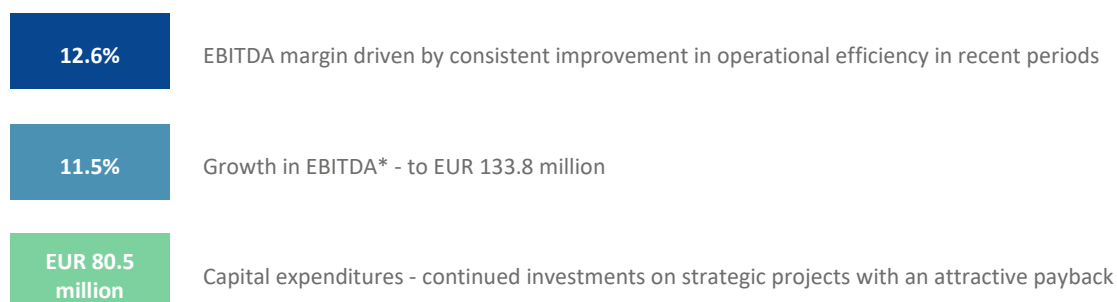 12.6%
EBITDA margin driven by consistent improvement in operational efficiency in recent periods
11.5%
Growth in EBITDA* - to EUR 133.8 million
EUR 80.5
million
Capital expenditures - continued investments on strategic projects with an attractive payback